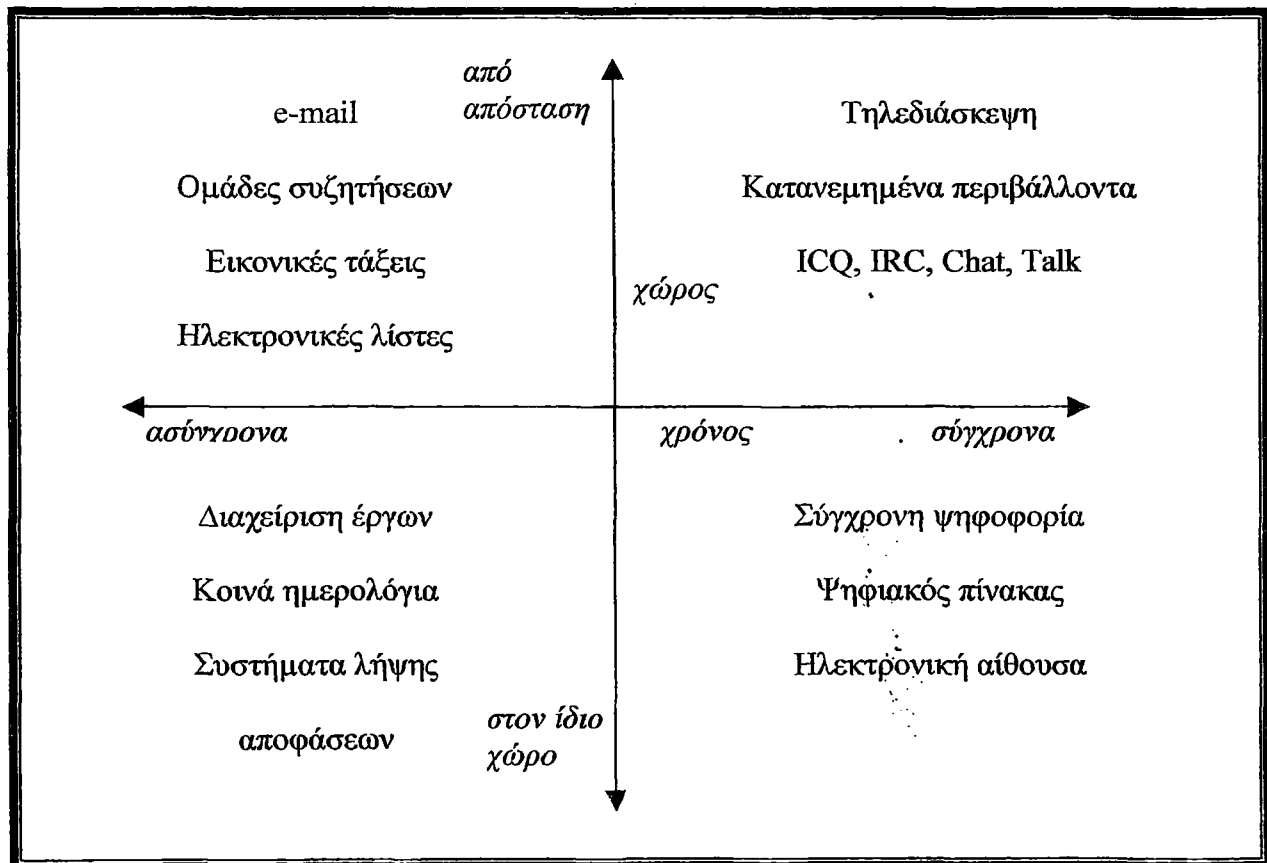 από
e-mail απόσταση Τηλεδιάσκεψη
Ομάδες συζητήσεων Κατανεμημένα περιβάλλοντα
Εικονικές τάξεις ICQ, IRC, Chat, Talk
χώρος
Ηλεκτρονικές λίστες
ασύγχρονα χρόνος σύγχρονα
Διαχείριση έργων Σύγχρονη ψηφοφορία
Κοινά ημερολόγια Ψηφιακός πίνακας
Συστήματα λήψης Ηλεκτρονική αίθουσα
στον ίδιο
αποφάσεων
χώρο